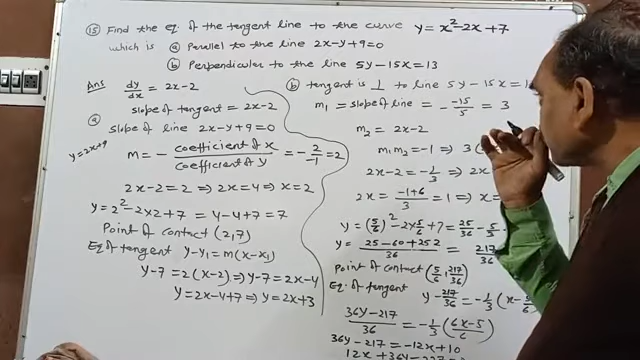 15 Find the eq. of the tangent line to the curve y = x²-2x+7
which is ⓐ Parallel to the line 2x-y+9=0
ⓑ Perpendicular to the line 5y-15x=13
Ans dy/dx = 2x-2
slope of tangent = 2x-2
ⓐ
slope of line 2x-y+9=0
y=2x+9
m = - coefficient of x / coefficient of y = -2/-1 = 2
2x-2=2 ⇒ 2x=4 ⇒ x=2
y=2²-2×2+7 = 4-4+7=7
Point of contact (2,7)
Eq of tangent y-y₁=m(x-x₁)
y-7=2(x-2) ⇒ y-7=2x-4
y=2x-4+7 ⇒ y=2x+3
ⓑ tangent is ⊥ to line 5y-15x=1
m₁ = slope of line = - -15/5 = 3
m₂ = 2x-2
m₁m₂=-1 ⇒ 3(
2x-2=-1/3 ⇒ 2x
2x = -1+6/3 = 1 ⇒ x=
y=(5/6)²-2×5/6+7 = 25/36 - 5/3
y= 25-60+252/36 = 217/36
Point of contact (5/6, 217/36)
Eq. of tangent
y-217/36=-1/3(x-5/6
36y-217/36 = -1/3(6x-5/6)
36y-217=-12x+10
12x+36y-227